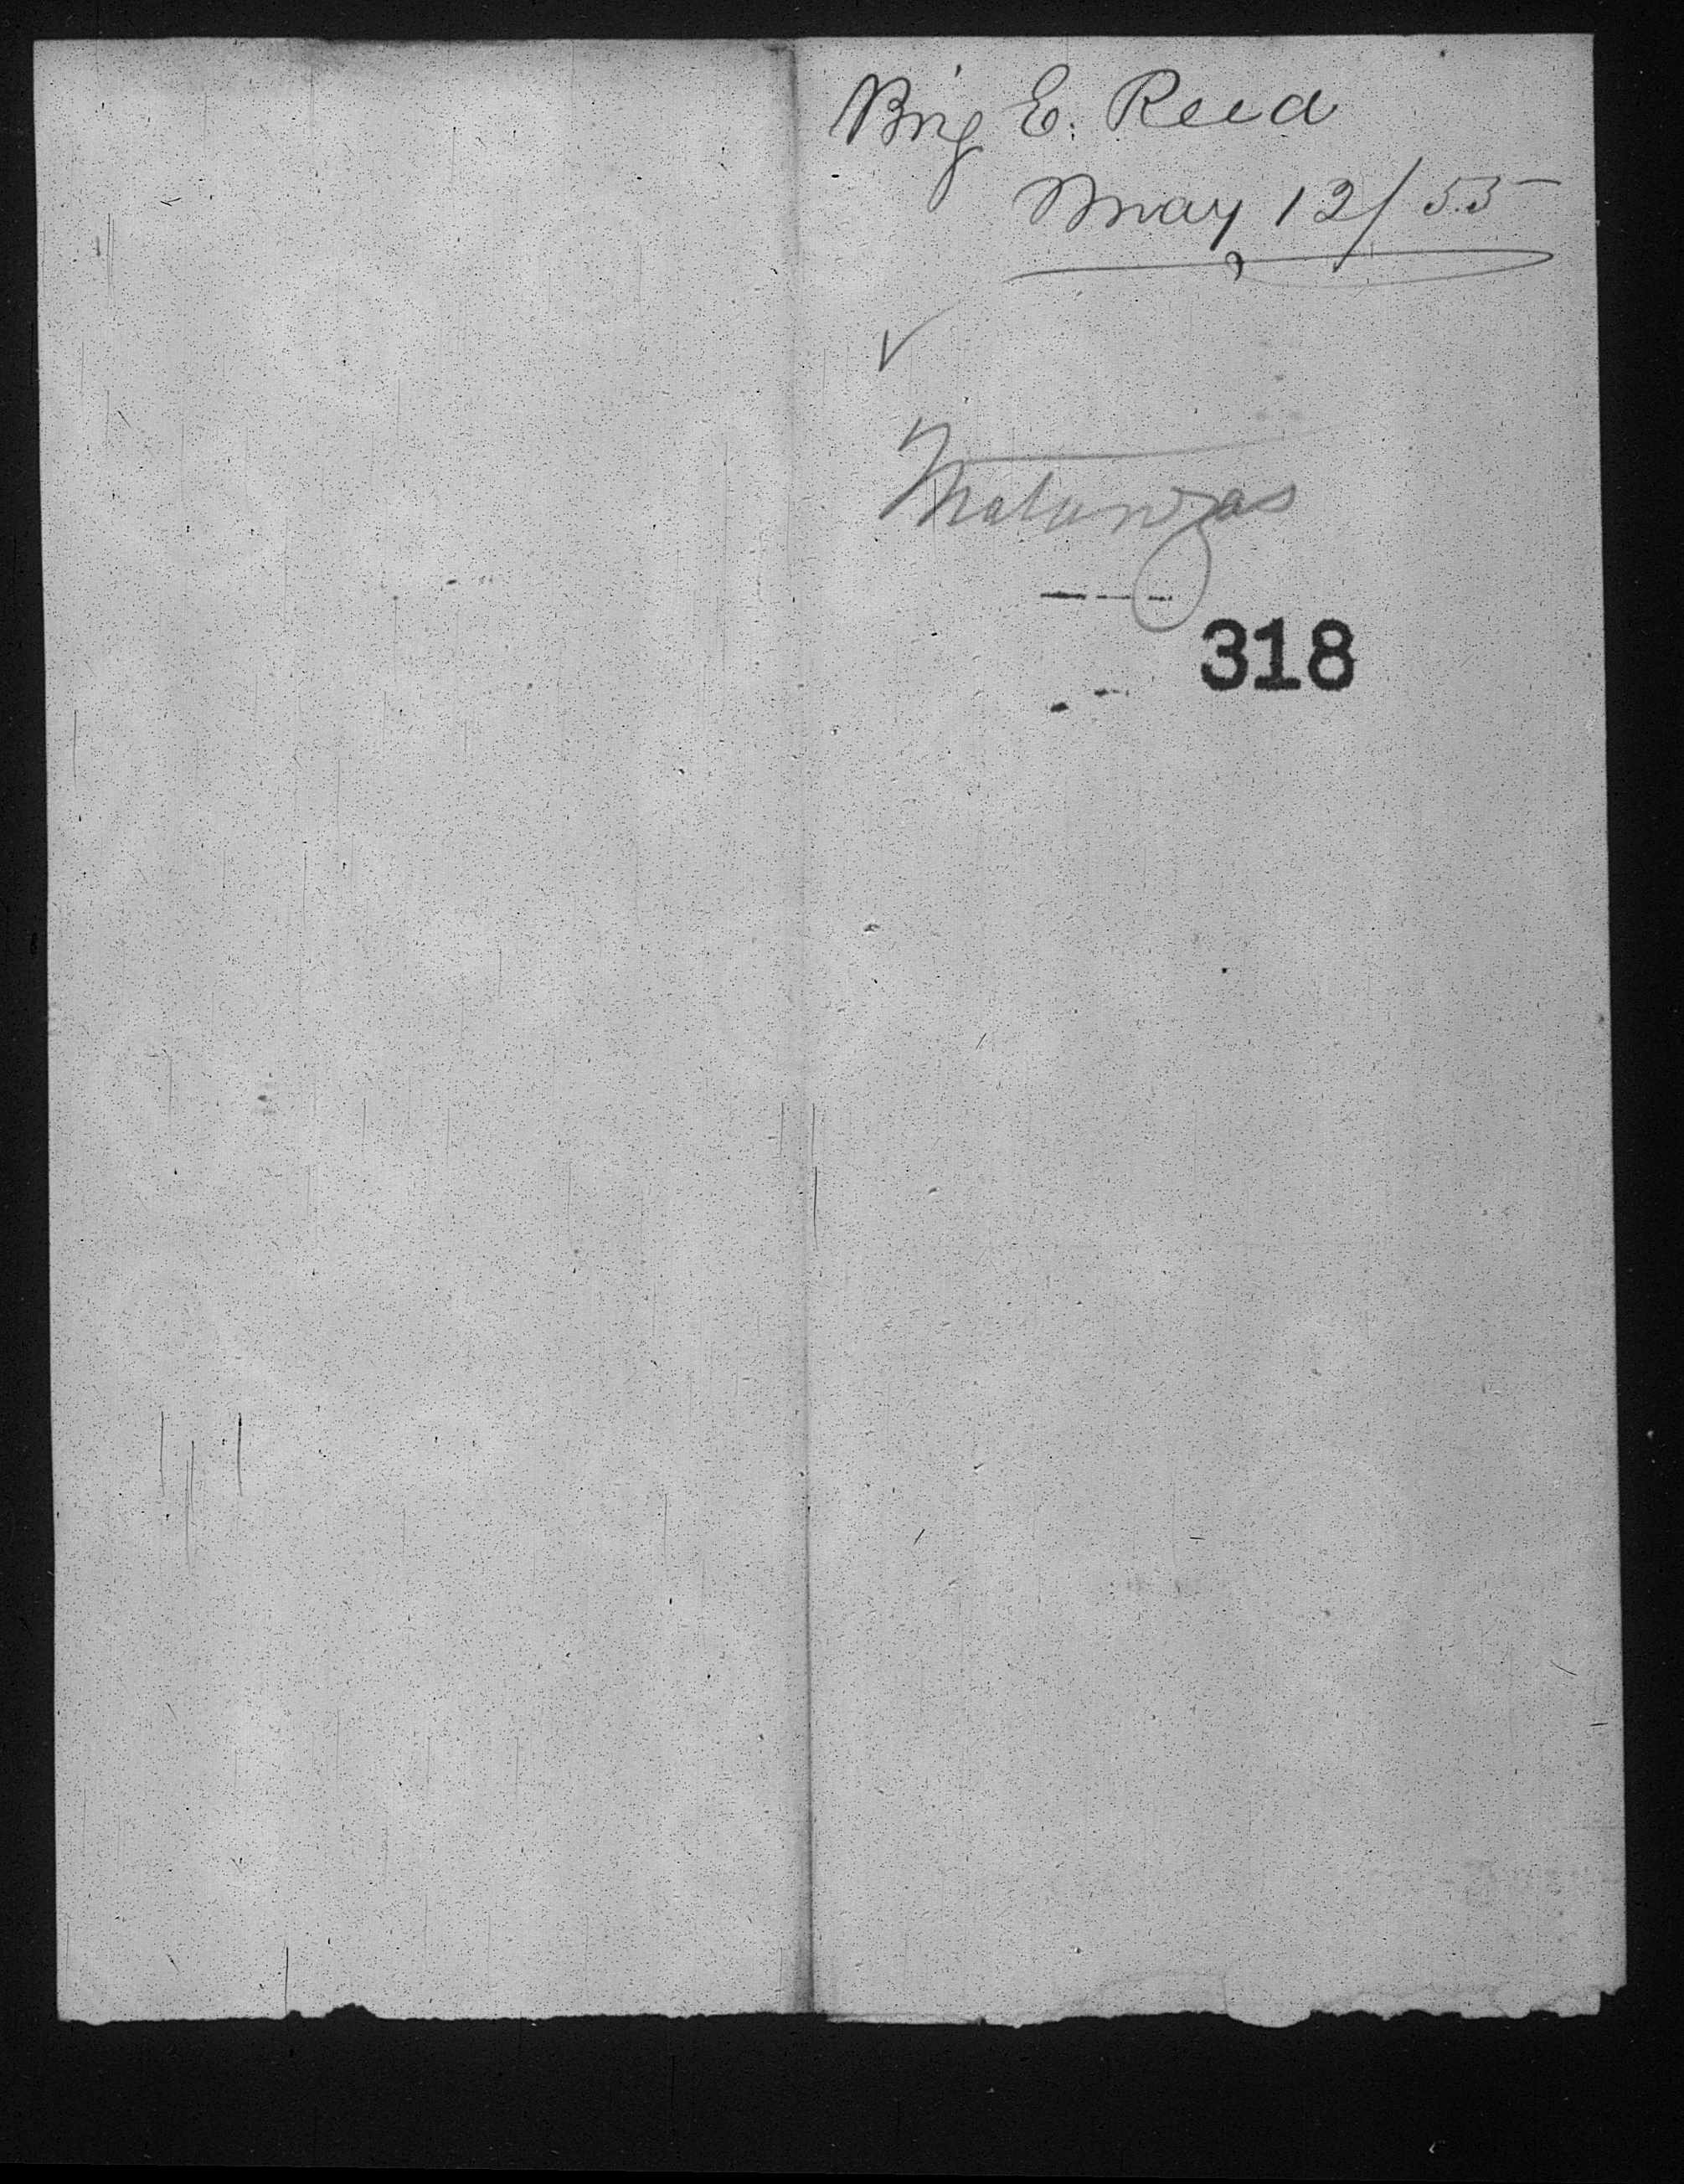 Brig E. Reed
May 12/55
✓
Matanzas
318